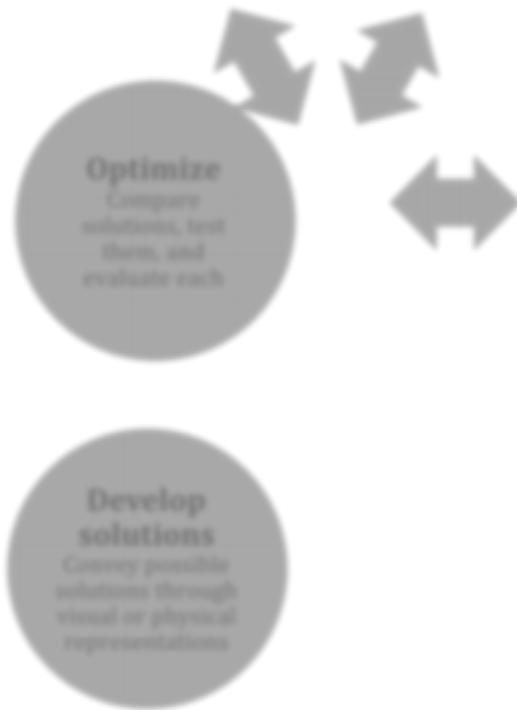 Optimize
Compare
solutions, test
them, and
evaluate each
Develop
solutions
Convey possible
solutions through
visual or physical
representations